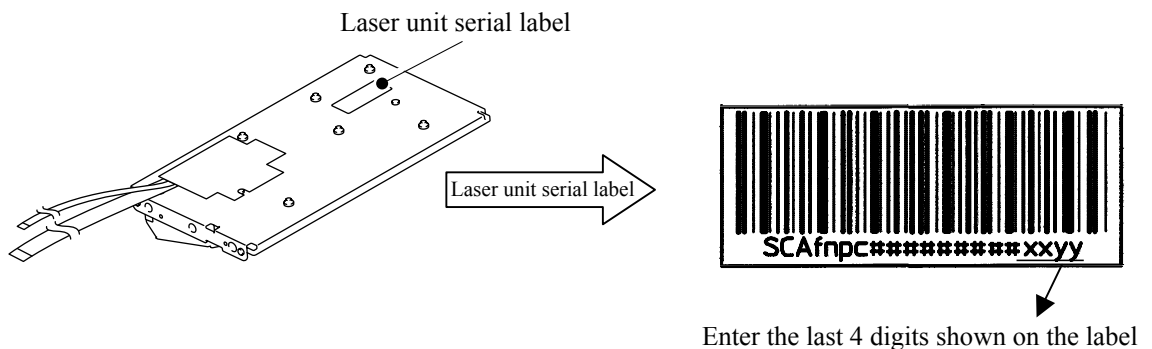 Laser unit serial label
Laser unit serial label
SCAfnpc#########xxyy
Enter the last 4 digits shown on the label